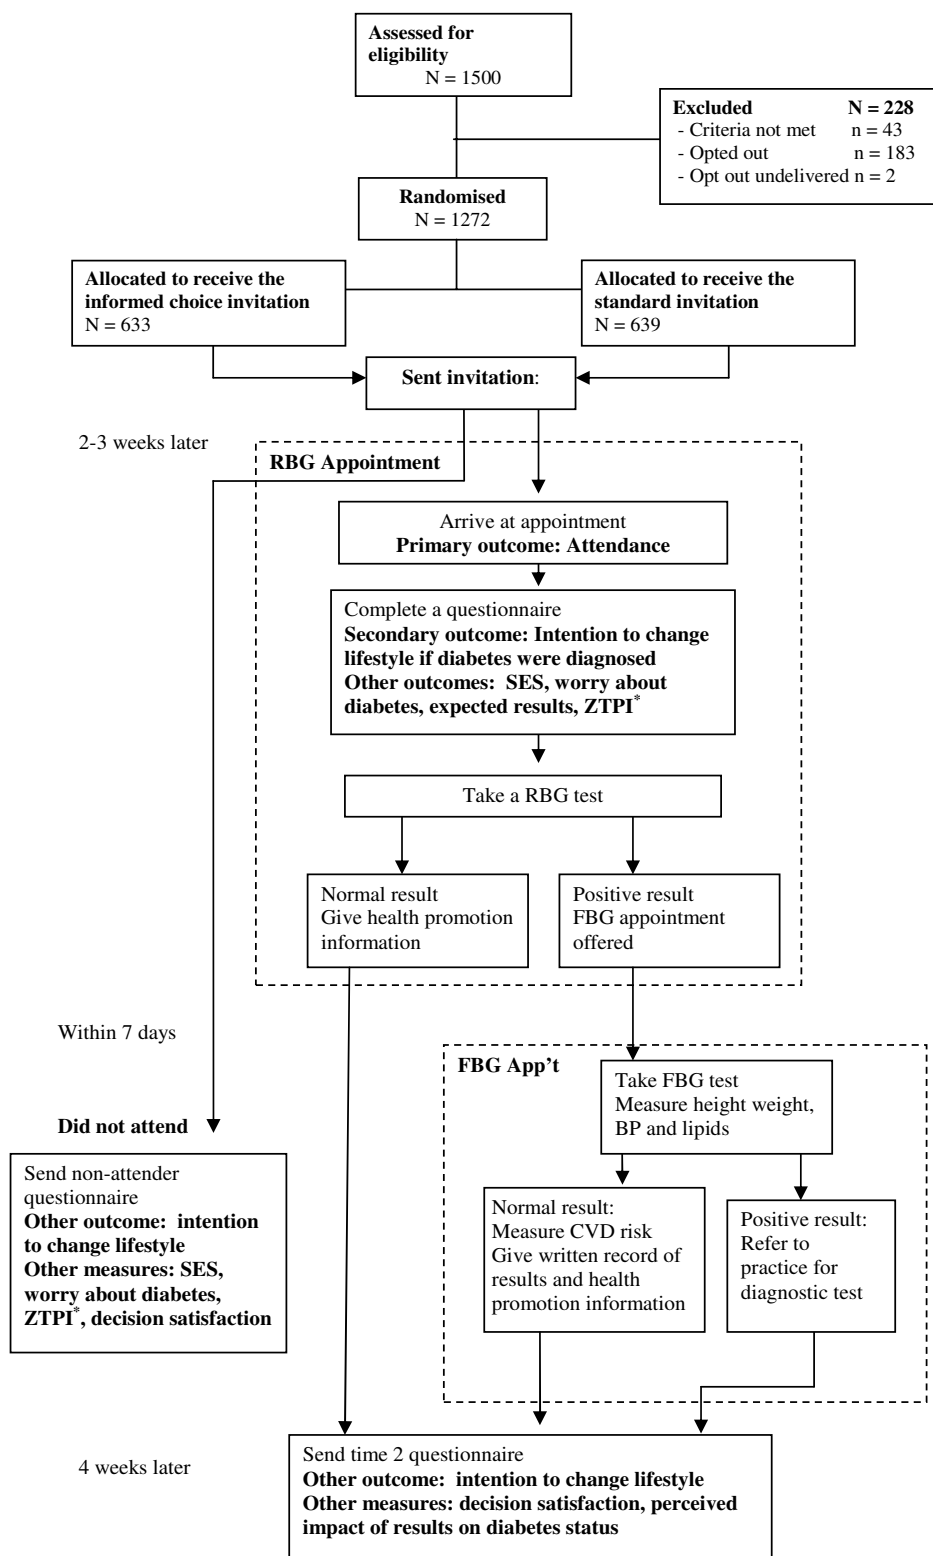 Assessed for
eligibility
N = 1500
Excluded N = 228
- Criteria not met n = 43
- Opted out n = 183
- Opt out undelivered n = 2
Randomised
N = 1272
Allocated to receive the
informed choice invitation
N = 633
Allocated to receive the
standard invitation
N = 639
Sent invitation:
2-3 weeks later
RBG Appointment
Arrive at appointment
Primary outcome: Attendance
Complete a questionnaire
Secondary outcome: Intention to change
lifestyle if diabetes were diagnosed
Other outcomes: SES, worry about
diabetes, expected results, ZTPI*
Take a RBG test
Normal result
Give health promotion
information
Positive result
FBG appointment
offered
Within 7 days
FBG App't
Take FBG test
Measure height weight,
BP and lipids
Did not attend
Send non-attender
questionnaire
Other outcome: intention
to change lifestyle
Other measures: SES,
worry about diabetes,
ZTPI*, decision satisfaction
Normal result:
Measure CVD risk
Give written record of
results and health
promotion information
Positive result:
Refer to
practice for
diagnostic test
4 weeks later
Send time 2 questionnaire
Other outcome: intention to change lifestyle
Other measures: decision satisfaction, perceived
impact of results on diabetes status